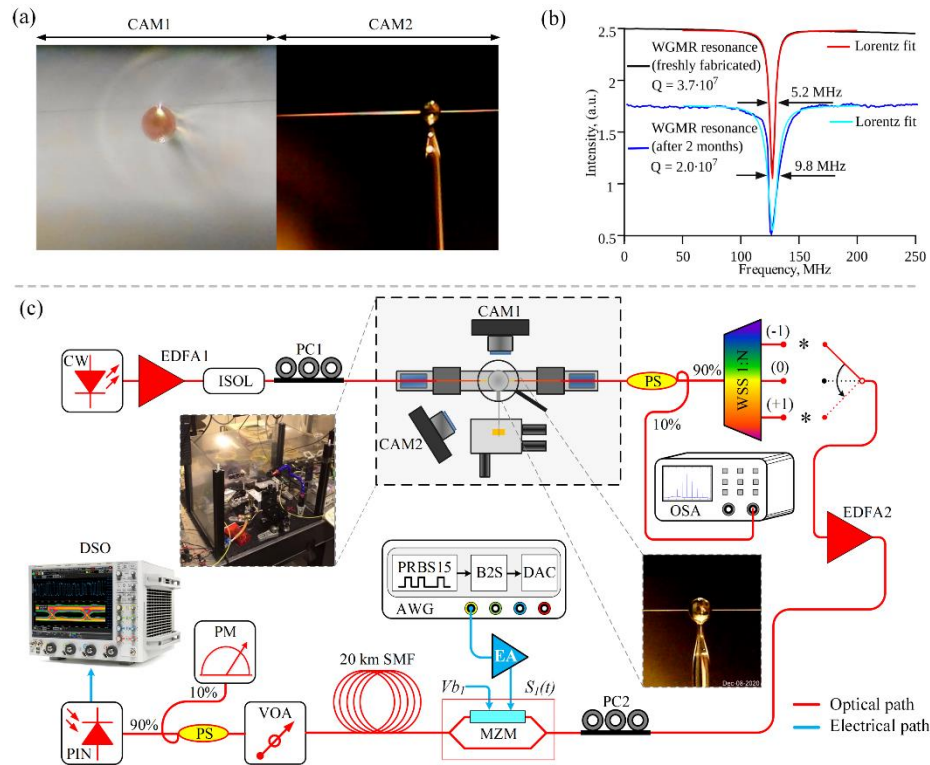 (a)
CAM1
CAM2
(b)
2.5
2
1.5
1
0.5
Intensity, (a.u.)
WGMR resonance
(freshly fabricated)
Q = 3.7·10⁷
Lorentz fit
5.2 MHz
WGMR resonance
(after 2 months)
Q = 2.0·10⁷
Lorentz fit
9.8 MHz
0
50
100
150
200
250
Frequency, MHz
(c)
CW
EDFA1
ISOL
PC1
CAM1
CAM2
PS
90%
10%
WSS 1:N
(-1)
*
(0)
(+1)
*
OSA
EDFA2
DSO
PRBS15
B2S
DAC
AWG
EA
Dec-08-2020
PM
10%
90%
PIN
PS
VOA
20 km SMF
Vb₁
S₁(t)
MZM
PC2
Optical path
Electrical path